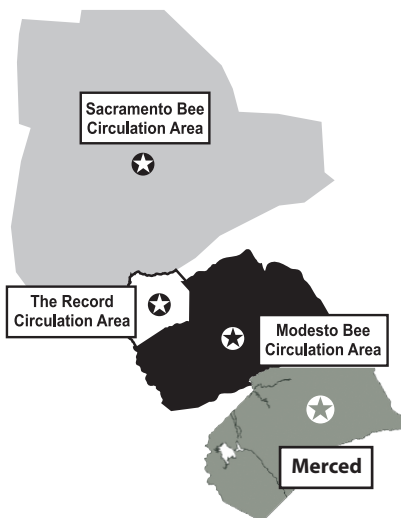 Sacramento Bee
Circulation Area
The Record
Circulation Area
Modesto Bee
Circulation Area
Merced